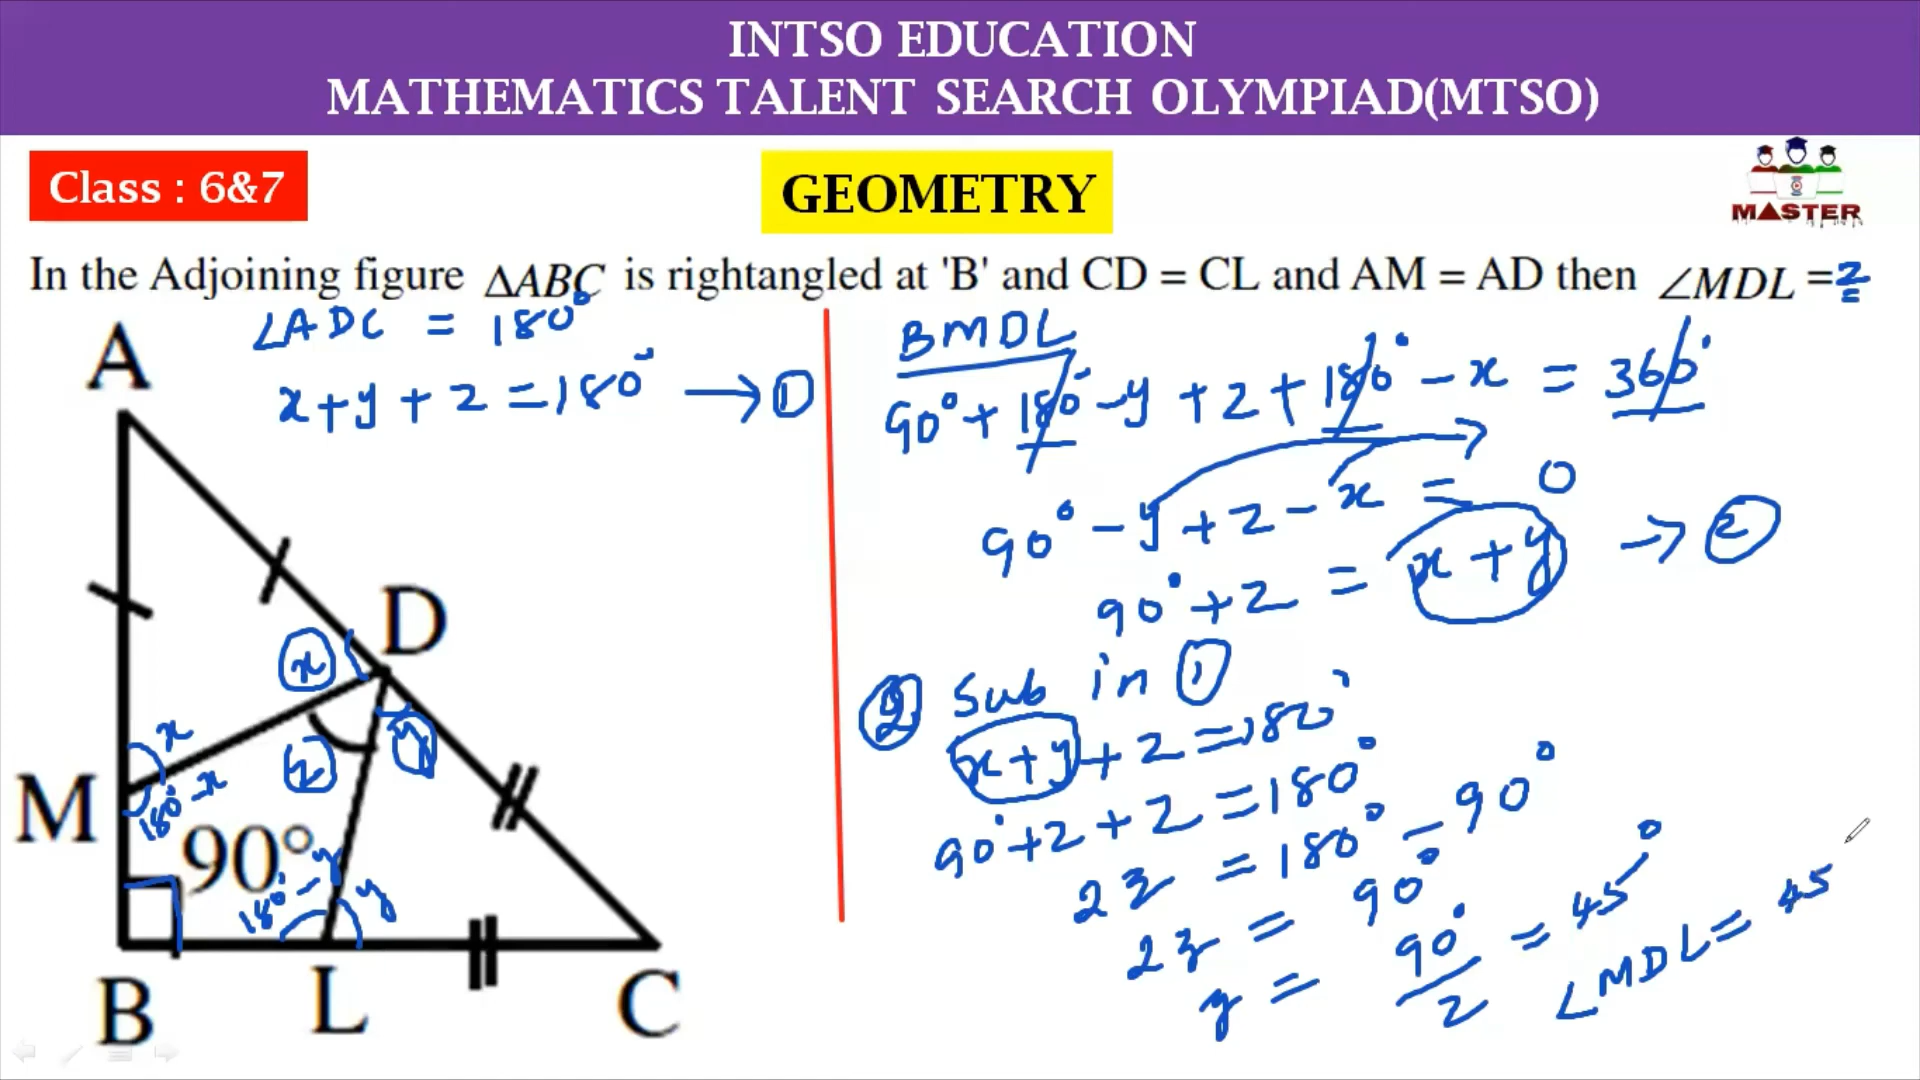 INTSO EDUCATION
MATHEMATICS TALENT SEARCH OLYMPIAD(MTSO)
Class : 6&7
GEOMETRY
MASTER
In the Adjoining figure ΔABC is rightangled at 'B' and CD = CL and AM = AD then ∠MDL = ?
∠ADC = 180°
x+y+z = 180° → ①
A
D
x
x
180°-x
z
y
M
90°
180°-y
y
B
L
C
BMDL
90° + 180° - y + z + 180° - x = 360°
90° - y + z - x = 0
90° + z = x + y → ②
② Sub in ①
x+y + z = 180°
90° + z + z = 180°
2z = 180° - 90°
2z = 90°
z = 90°/2 = 45°
∠MDL = 45